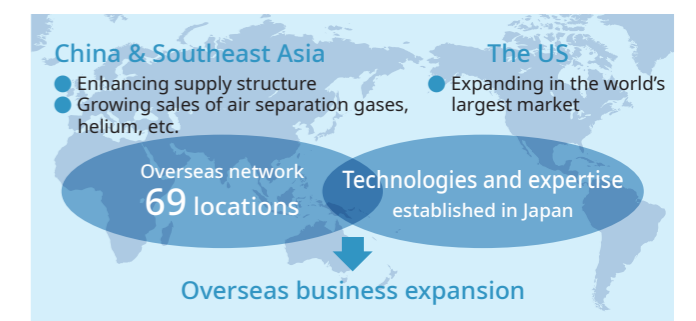 China & Southeast Asia
● Enhancing supply structure
● Growing sales of air separation gases,
helium, etc.
The US
● Expanding in the world's
largest market
Overseas network
69 locations
Technologies and expertise
established in Japan
Overseas business expansion